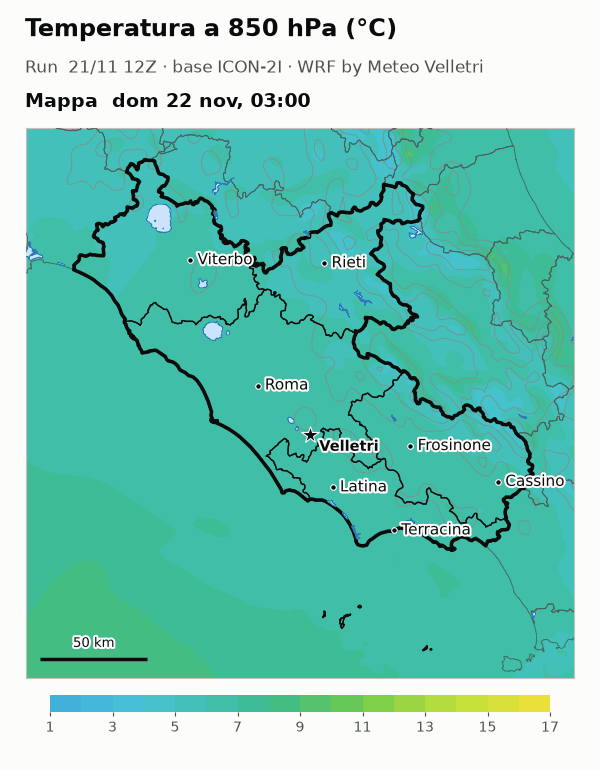 Temperatura a 850 hPa (°C)
Run 21/11 12Z · base ICON-2I · WRF by Meteo Velletri
Mappa dom 22 nov, 03:00
Viterbo
Rieti
Roma
Velletri
Frosinone
Cassino
Latina
Terracina
50 km
1 3 5 7 9 11 13 15 17